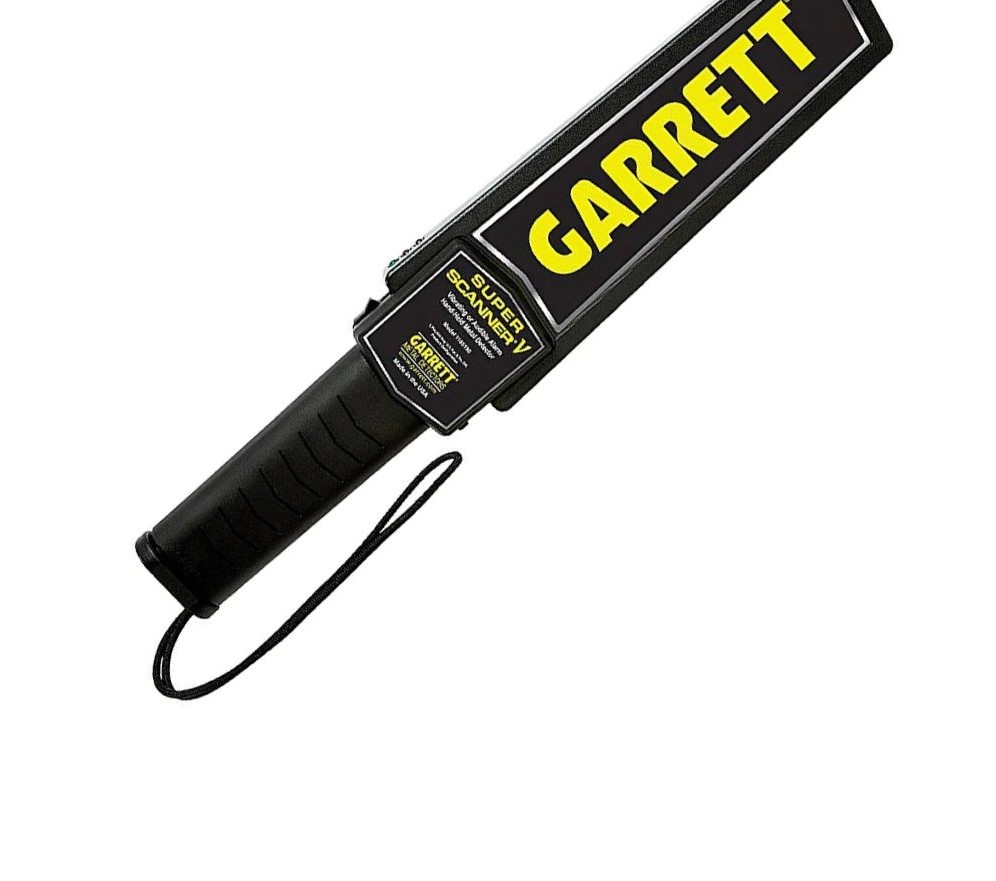 GARRETT
SUPER
SCANNER V
Vibrating or Audible Alarm
Hand-Held Metal Detector
Model 1165190
GARRETT
METAL DETECTORS
www.garrett.com
Made in the USA